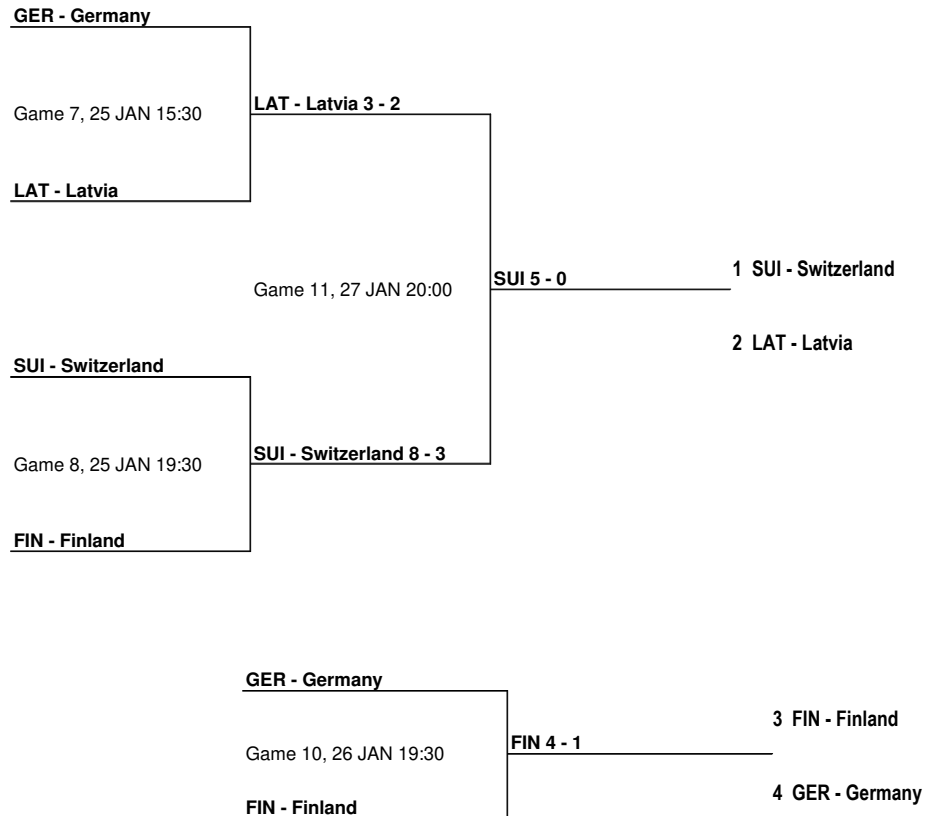 GER - Germany
Game 7, 25 JAN 15:30
LAT - Latvia 3 - 2
LAT - Latvia
Game 11, 27 JAN 20:00
SUI 5 - 0
1 SUI - Switzerland
2 LAT - Latvia
SUI - Switzerland
Game 8, 25 JAN 19:30
SUI - Switzerland 8 - 3
FIN - Finland
GER - Germany
Game 10, 26 JAN 19:30
FIN 4 - 1
3 FIN - Finland
4 GER - Germany
FIN - Finland